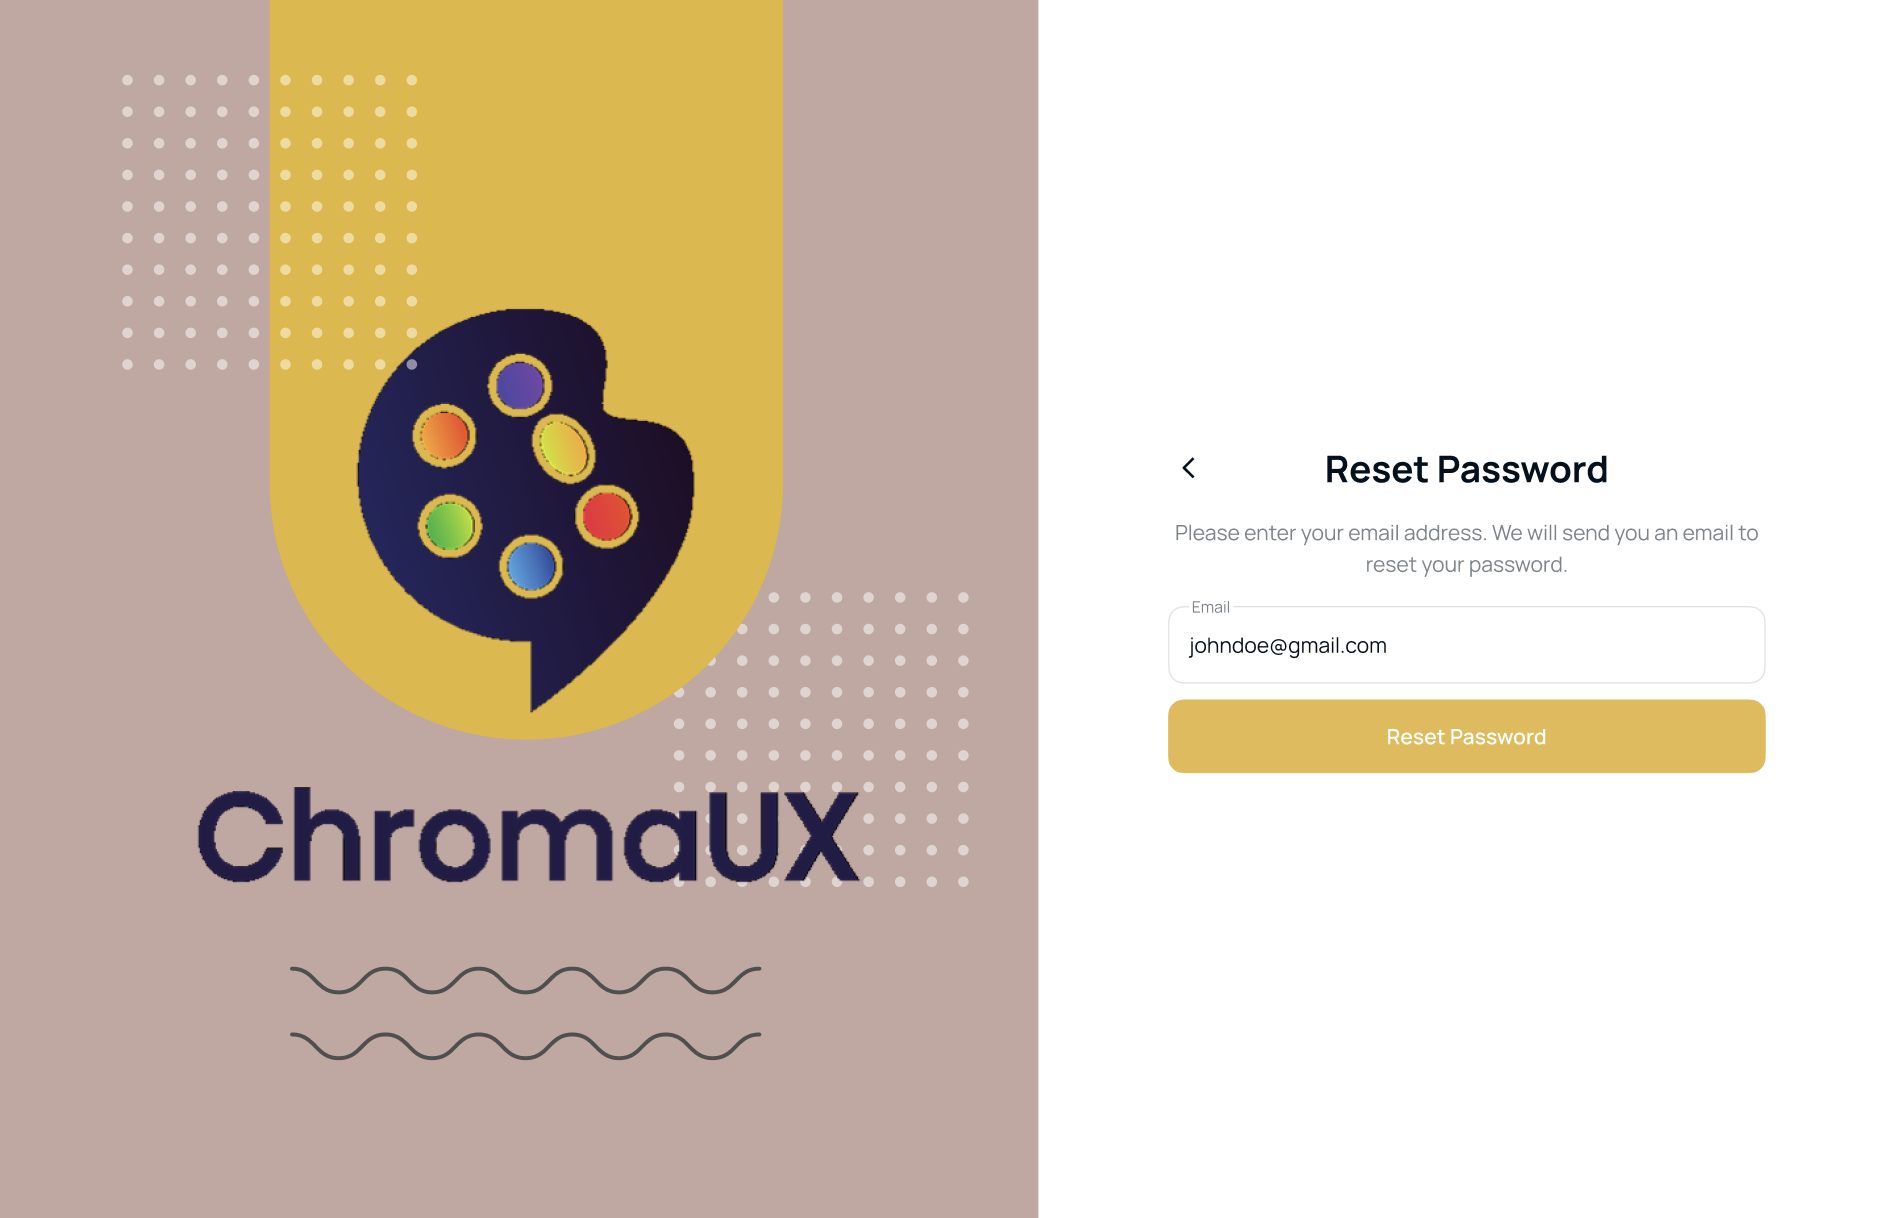 ChromaUX
Reset Password
Please enter your email address. We will send you an email to
reset your password.
Email
johndoe@gmail.com
Reset Password